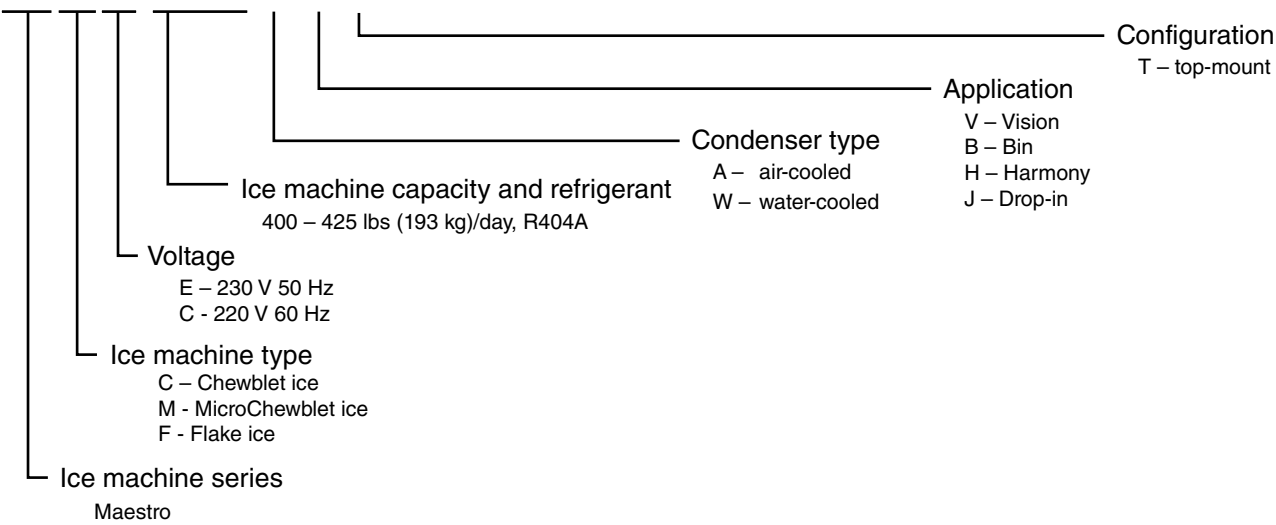 Configuration
T – top-mount
Application
V – Vision
B – Bin
H – Harmony
J – Drop-in
Condenser type
A – air-cooled
W – water-cooled
Ice machine capacity and refrigerant
400 – 425 lbs (193 kg)/day, R404A
Voltage
E – 230 V 50 Hz
C - 220 V 60 Hz
Ice machine type
C – Chewblet ice
M - MicroChewblet ice
F - Flake ice
Ice machine series
Maestro